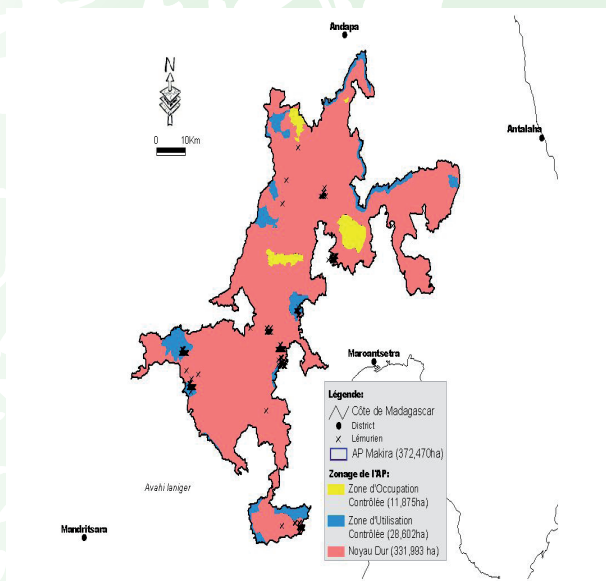 Andapa
N
0 10Km
Antalaha
Maroantsetra
Légende:
Côte de Madagascar
District
Lémurien
AP Makira (372,470ha)
Zonage de l'AP:
Zone d'Occupation
Contrôlée (11,875ha)
Zone d'Utilisation
Contrôlée (28,602ha)
Noyau Dur (331,993 ha)
Avahi laniger
Mandritsara